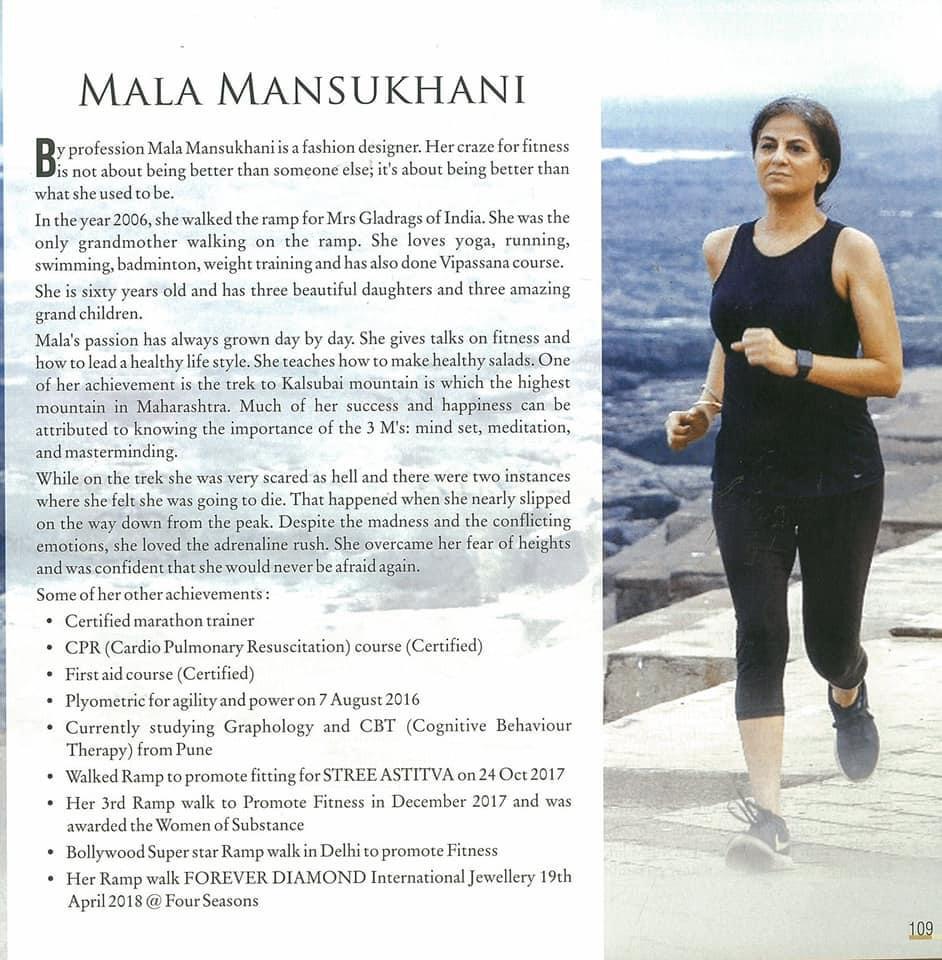 MALA MANSUKHANI
By profession Mala Mansukhani is a fashion designer. Her craze for fitness
is not about being better than someone else; it's about being better than
what she used to be.
In the year 2006, she walked the ramp for Mrs Gladrags of India. She was the
only grandmother walking on the ramp. She loves yoga, running,
swimming, badminton, weight training and has also done Vipassana course.
She is sixty years old and has three beautiful daughters and three amazing
grand children.
Mala's passion has always grown day by day. She gives talks on fitness and
how to lead a healthy life style. She teaches how to make healthy salads. One
of her achievement is the trek to Kalsubai mountain is which the highest
mountain in Maharashtra. Much of her success and happiness can be
attributed to knowing the importance of the 3 M's: mind set, meditation,
and masterminding.
While on the trek she was very scared as hell and there were two instances
where she felt she was going to die. That happened when she nearly slipped
on the way down from the peak. Despite the madness and the conflicting
emotions, she loved the adrenaline rush. She overcame her fear of heights
and was confident that she would never be afraid again.
Some of her other achievements :
• Certified marathon trainer
• CPR (Cardio Pulmonary Resuscitation) course (Certified)
• First aid course (Certified)
• Plyometric for agility and power on 7 August 2016
• Currently studying Graphology and CBT (Cognitive Behaviour
Therapy) from Pune
• Walked Ramp to promote fitting for STREE ASTITVA on 24 Oct 2017
• Her 3rd Ramp walk to Promote Fitness in December 2017 and was
awarded the Women of Substance
• Bollywood Super star Ramp walk in Delhi to promote Fitness
• Her Ramp walk FOREVER DIAMOND International Jewellery 19th
April 2018 @ Four Seasons
109